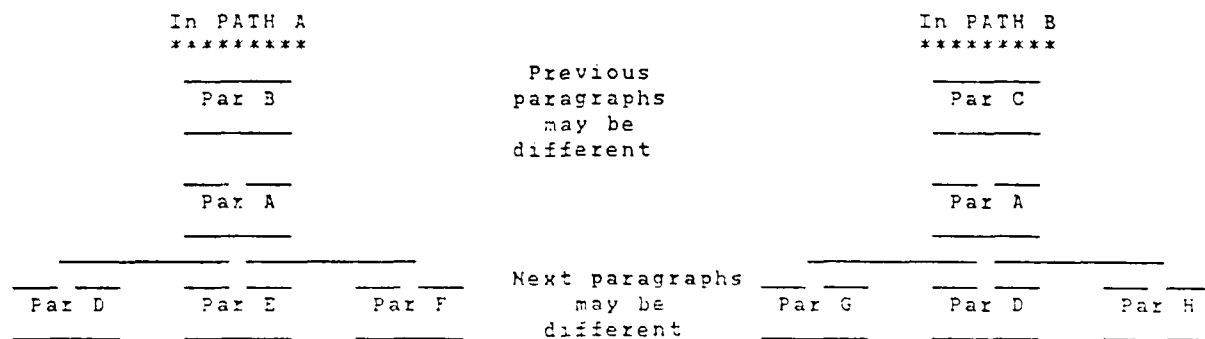 In PATH A In PATH B
********* *********
Previous
Par B paragraphs Par C
may be
different
Par A Par A
Next paragraphs
Par D Par E Par F may be Par G Par D Par H
different